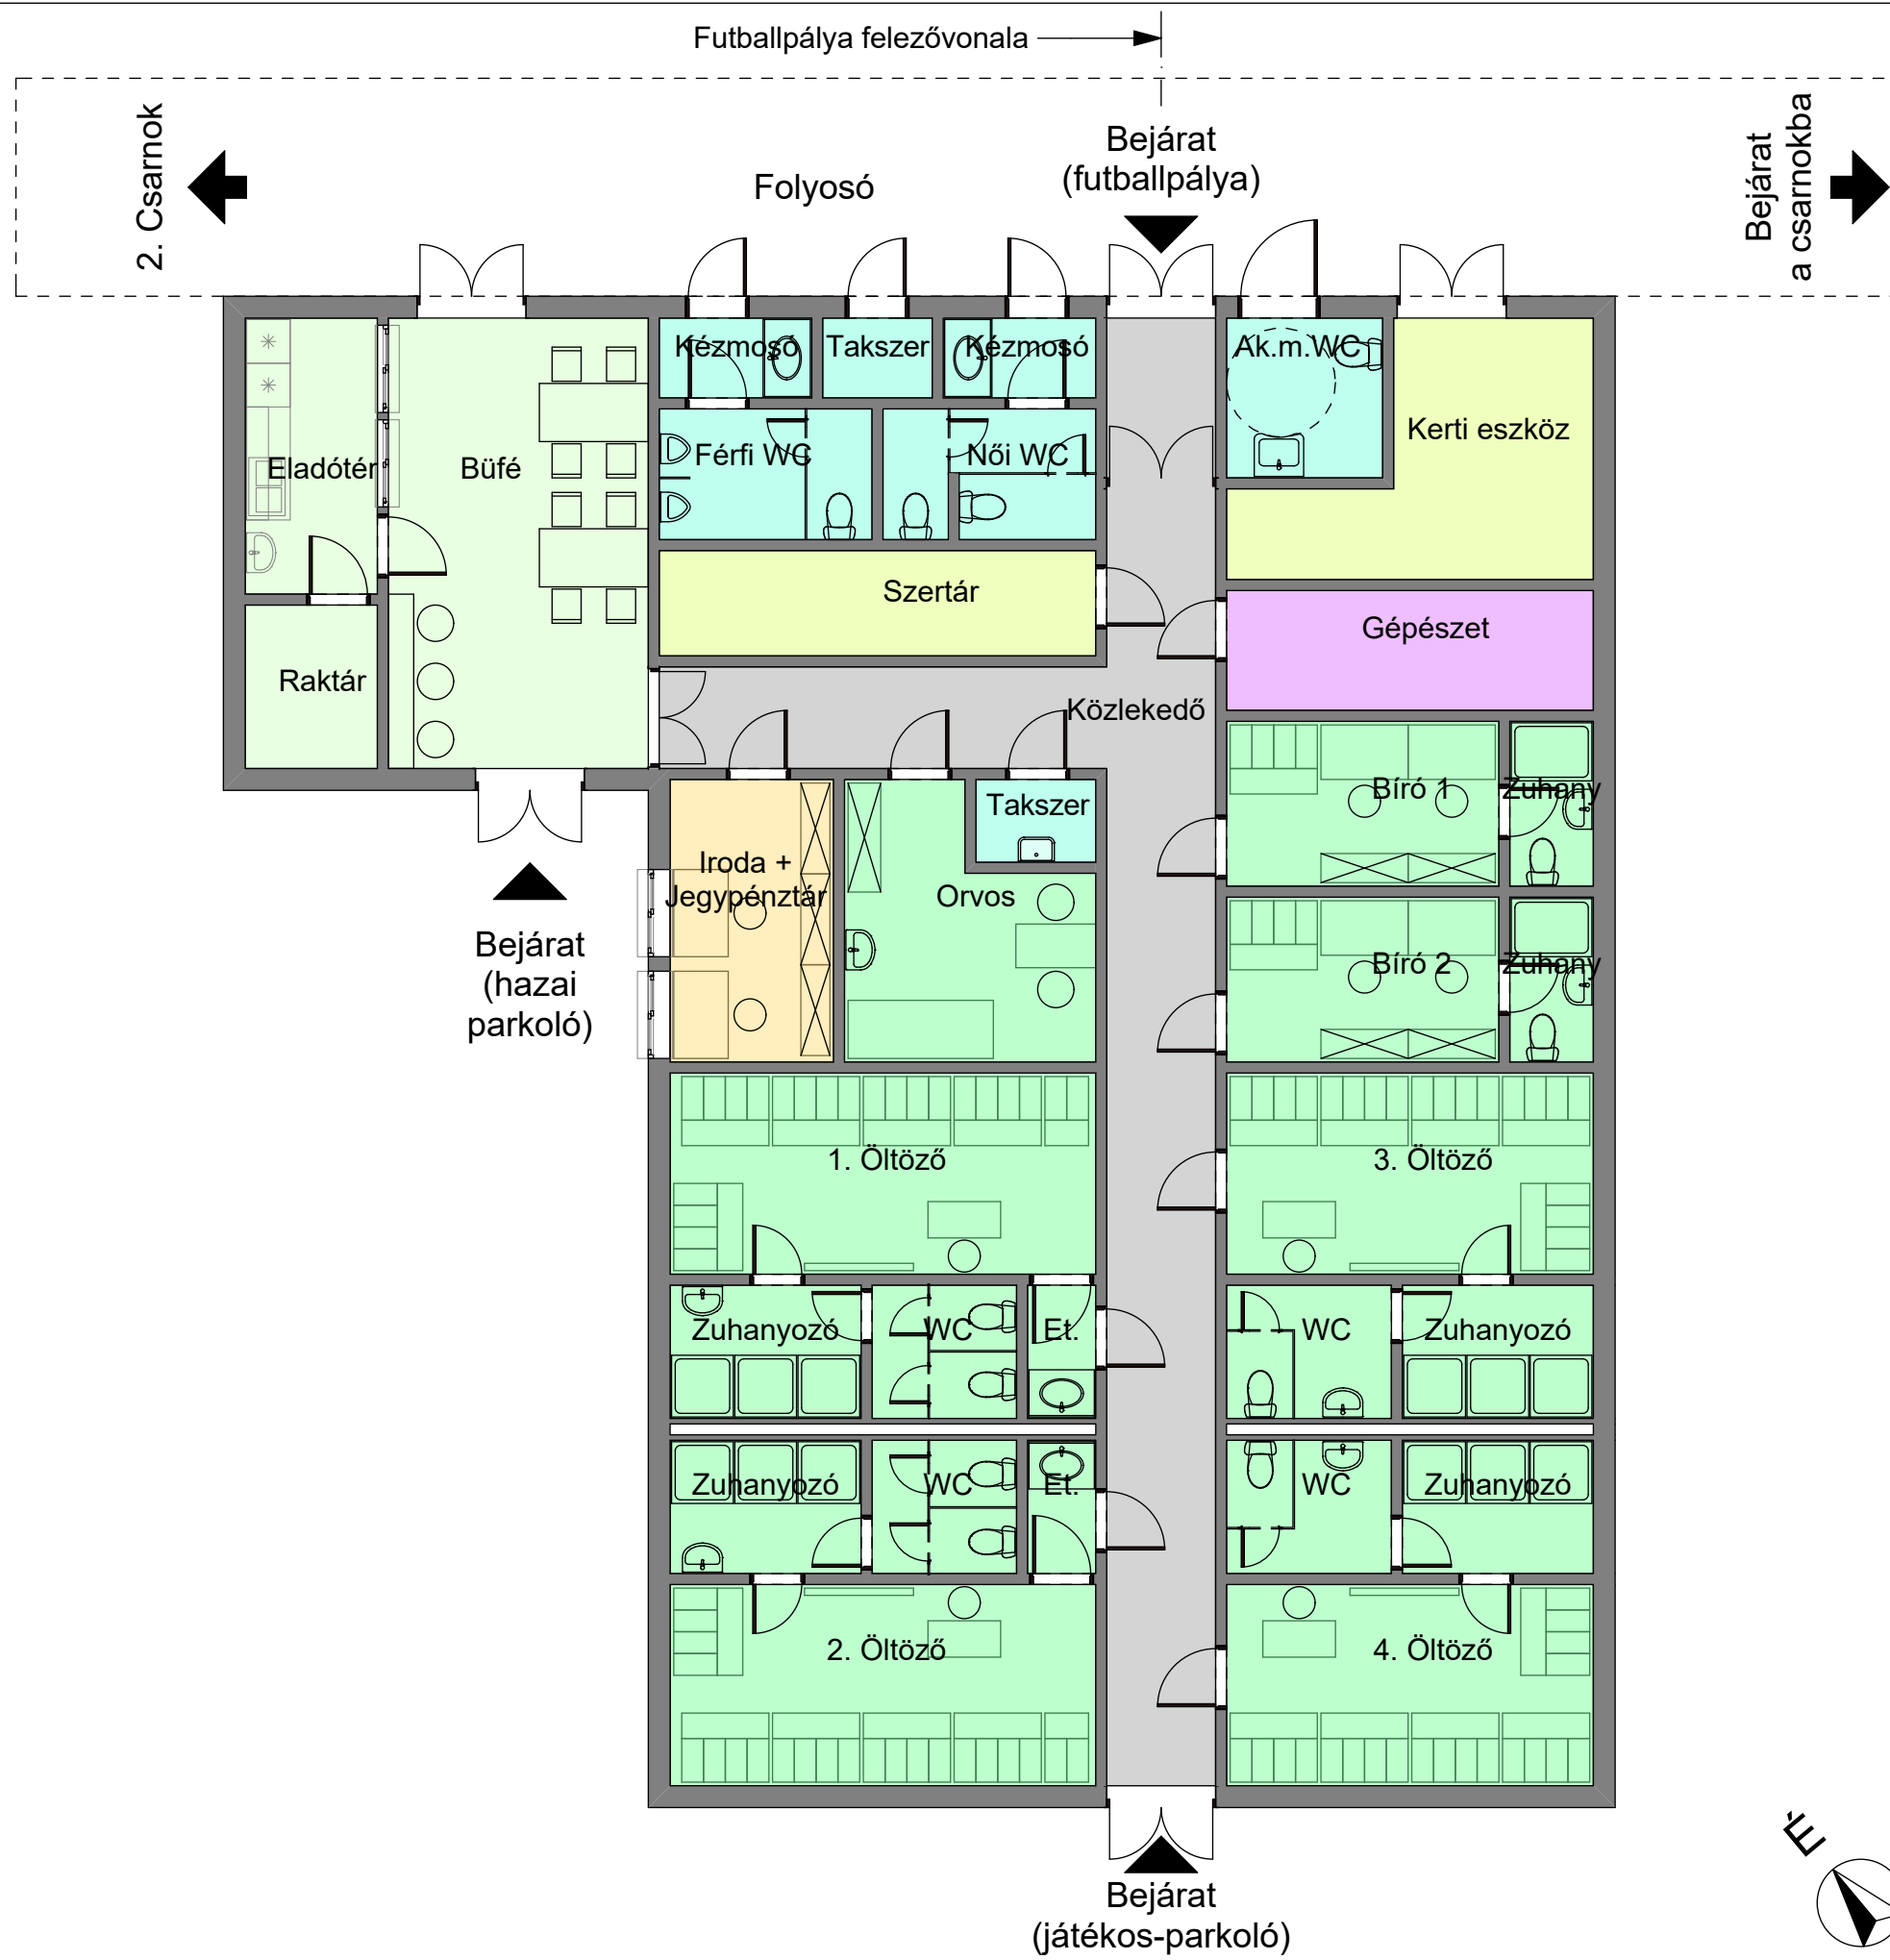 Futballpálya felezővonala
2. Csarnok
Folyosó
Bejárat
(futballpálya)
Bejárat
a csarnokba
Kézmosó
Takszer
Kézmosó
Ak.m.WC
Kerti eszköz
Eladótér
Büfé
Férfi WC
Női WC
Szertár
Gépészet
Raktár
Közlekedő
Bíró 1
Zuhany
Takszer
Iroda +
Jegypénztár
Orvos
Bejárat
(hazai
parkoló)
Bíró 2
Zuhany
1. Öltöző
3. Öltöző
Zuhanyozó
WC
Et.
WC
Zuhanyozó
Zuhanyozó
WC
Et.
WC
Zuhanyozó
2. Öltöző
4. Öltöző
Bejárat
(játékos-parkoló)
É